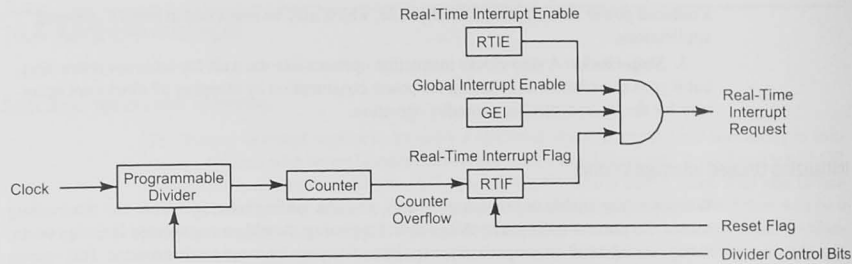 Real-Time Interrupt Enable
RTIE
Global Interrupt Enable
GEI
Real-Time
Interrupt
Request
Real-Time Interrupt Flag
Clock
Programmable
Divider
Counter
RTIF
Counter
Overflow
Reset Flag
Divider Control Bits